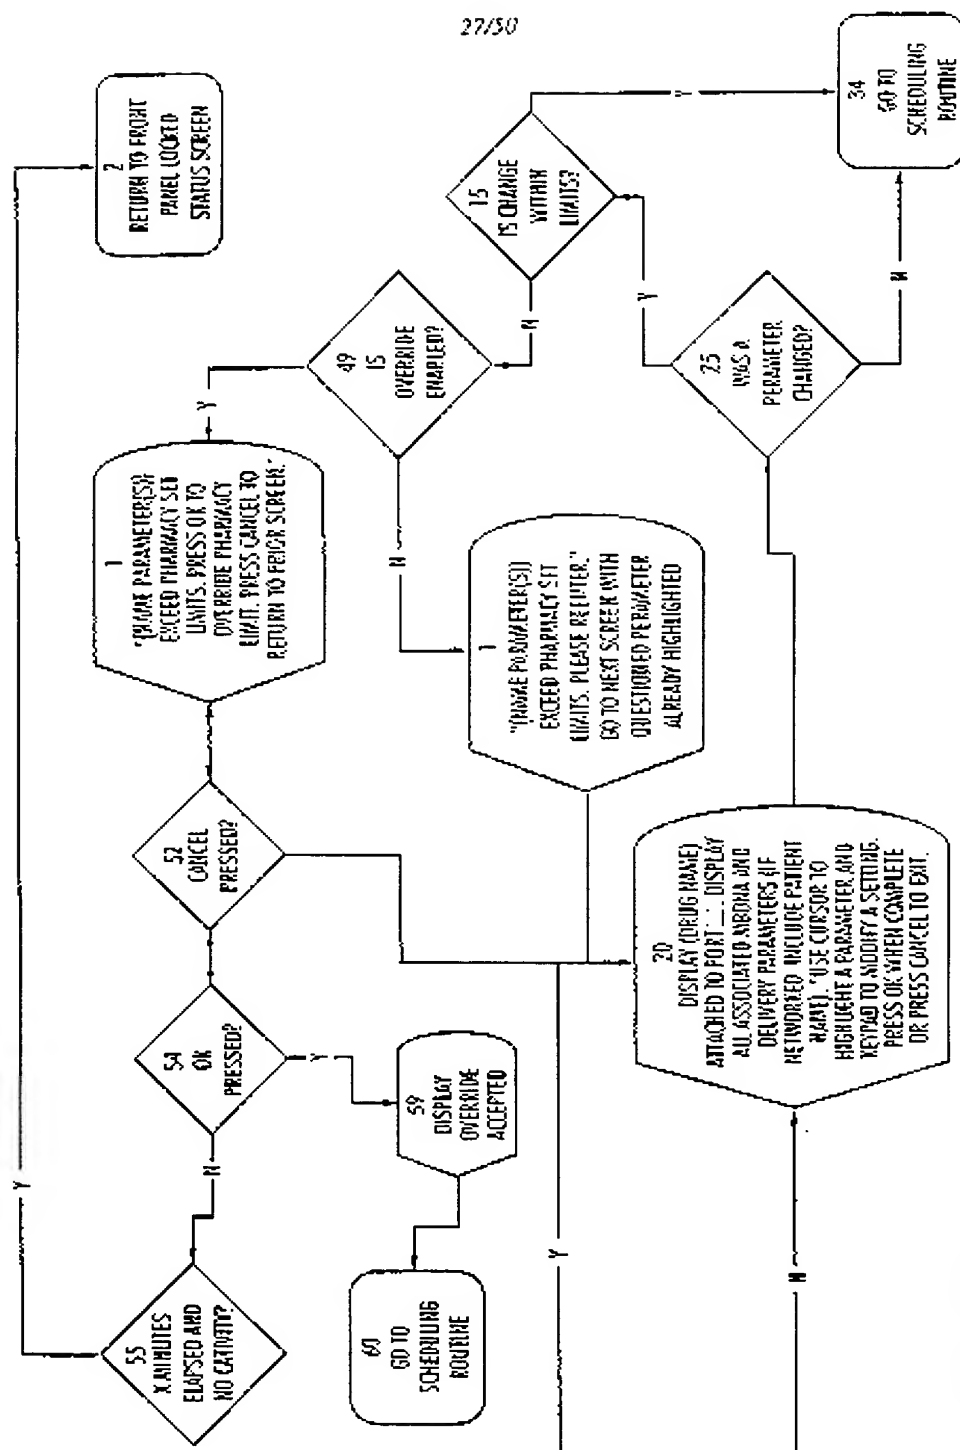 27/50
2
RETURN TO FRONT
PANEL LOCKED
STATUS SCREEN
Y
34
GO TO
SCHEDULING
ROUTINE
Y
15
IS CHANGE
WITHIN
LIMITS?
N
Y
N
49
IS
OVERRIDE
ENABLED?
Y
N
25
WAS A
PERAMETER
CHANGED?
1
"(NAME PARAMETER(S))
EXCEED PHARMACY SET
LIMITS. PRESS OK TO
OVERRIDE PHARMACY
LIMIT. PRESS CANCEL TO
RETURN TO PRIOR SCREEN."
1
"(NAME PARAMETER(S))
EXCEED PHARMACY SET
LIMITS. PLEASE REENTER."
GO TO NEXT SCREEN WITH
QUESTIONED PERAMETER
ALREADY HIGHLIGHTED
52
CANCEL
PRESSED?
54
OK
PRESSED?
Y
N
59
DISPLAY
OVERRIDE
ACCEPTED
20
DISPLAY (DRUG NAME)
ATTACHED TO PORT _ _. DISPLAY
ALL ASSOCIATED AND
DELIVERY PARAMETERS (IF
NETWORKED INCLUDE PATIENT
NAME). "USE CURSOR TO
HIGHLIGHT A PARAMETER AND
KEYPAD TO MODIFY A SETTING.
PRESS OK WHEN COMPLETE
OR PRESS CANCEL TO EXIT.
55
X MINUTES
ELAPSED AND
NO CATIVITY?
60
GO TO
SCHEDULING
ROUTINE
Y
N